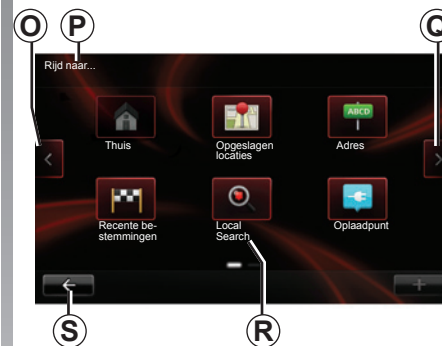 O P Q
Rijd naar...
ABCD
Thuis
Opgeslagen
locaties
Adres
Recente be-
stemmingen
Local
Search
Oplaadpunt
S R